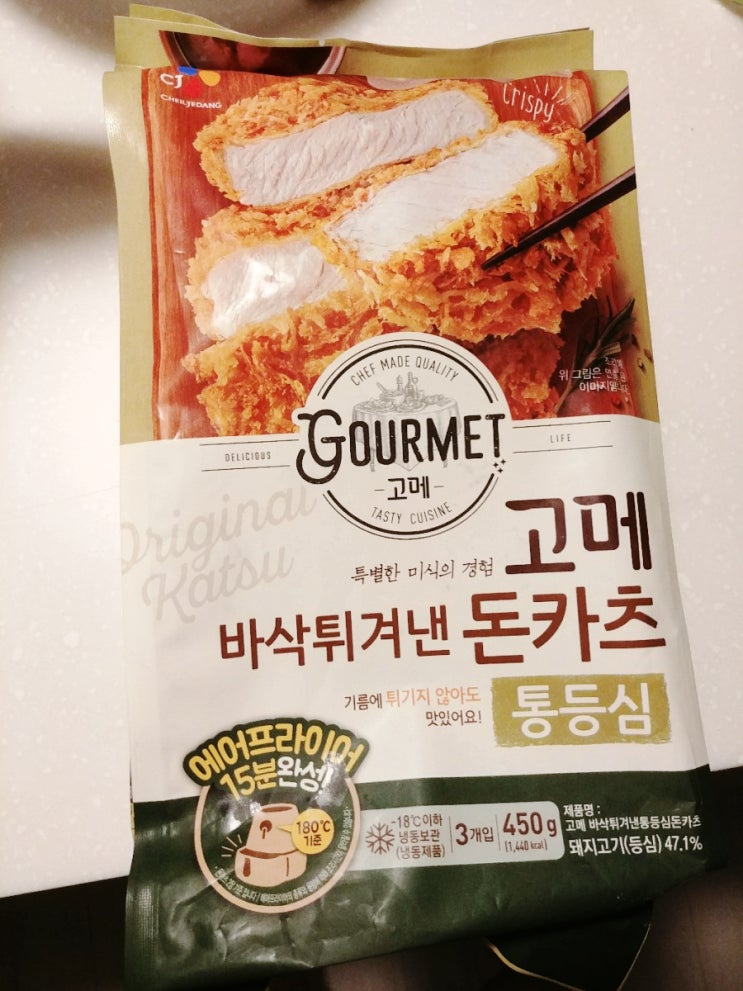 CJ
CHEILJEDANG
Crispy
위 그림은
이미지입니다
CHEF MADE QUALITY
DELICIOUS
GOURMET
LIFE
-고메-
TASTY CUISINE
Original
Katsu
특별한 미식의 경험 고메
바삭튀겨낸 돈카츠
기름에 튀기지 않아도
맛있어요!
통등심
에어프라이어
15분완성!
180℃
기준
-18℃이하
냉동보관
(냉동제품)
3개입
450 g
(1,440 kcal)
제품명 :
고메 바삭튀겨낸통등심돈카츠
돼지고기(등심) 47.1%